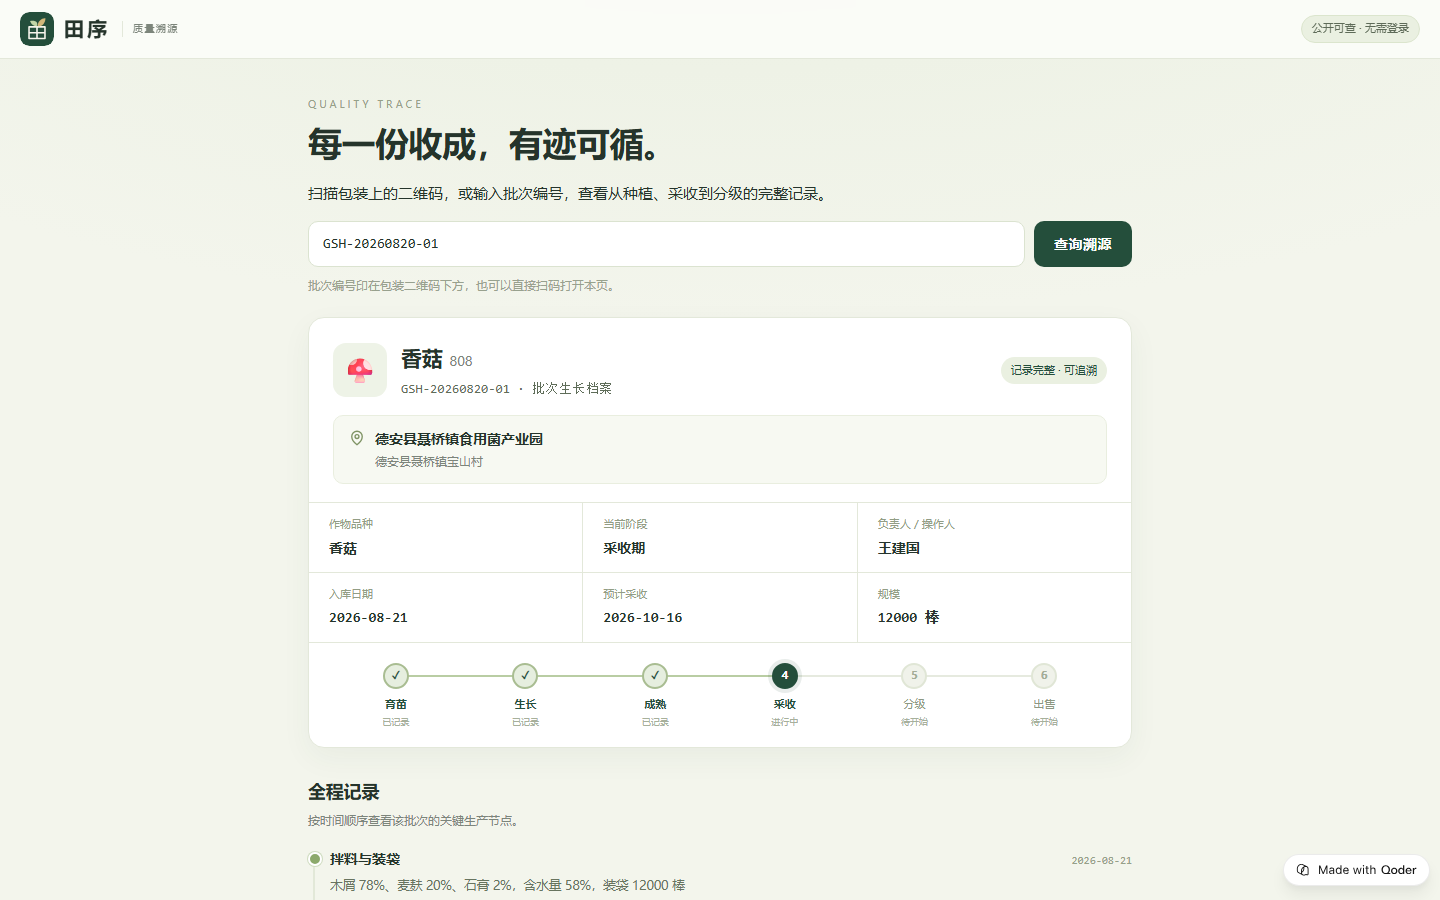 田序
质量溯源
公开可查 · 无需登录
QUALITY TRACE
每一份收成，有迹可循。
扫描包装上的二维码，或输入批次编号，查看从种植、采收到分级的完整记录。
GSH-20260820-01
查询溯源
批次编号印在包装二维码下方，也可以直接扫码打开本页。
香菇 808
GSH-20260820-01 · 批次生长档案
记录完整 · 可追溯
德安县聂桥镇食用菌产业园
德安县聂桥镇宝山村
作物品种
香菇
当前阶段
采收期
负责人 / 操作人
王建国
入库日期
2026-08-21
预计采收
2026-10-16
规模
12000 棒
✓ ✓ ✓ 4 5 6
育苗 生长 成熟 采收 分级 出售
已记录 已记录 已记录 进行中 待开始 待开始
全程记录
按时间顺序查看该批次的关键生产节点。
拌料与装袋 2026-08-21
木屑 78%、麦麸 20%、石膏 2%，含水量 58%，装袋 12000 棒
Made with Qoder